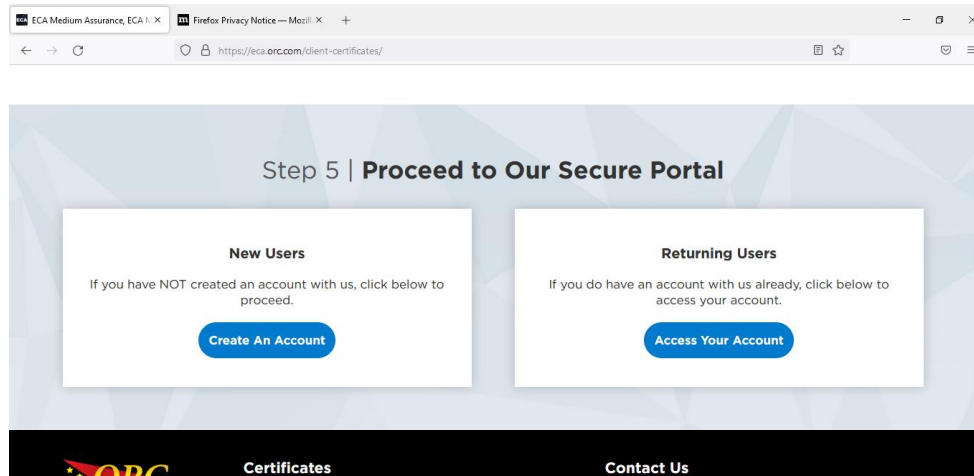 ECA Medium Assurance, ECA M
Firefox Privacy Notice — Mozill
https://eca.orc.com/client-certificates/
Step 5 | Proceed to Our Secure Portal
New Users
If you have NOT created an account with us, click below to
proceed.
Create An Account
Returning Users
If you do have an account with us already, click below to
access your account.
Access Your Account
ORC
Certificates
Contact Us